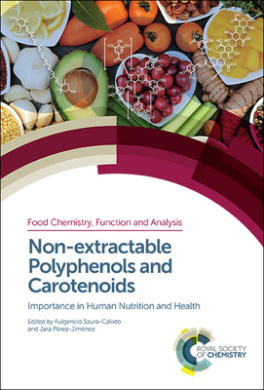 Food Chemistry, Function and Analysis
Non-extractable
Polyphenols and
Carotenoids
Importance in Human Nutrition and Health
Edited by Fulgencio Saura-Calixto
and Jara Pérez-Jiménez
ROYAL SOCIETY
OF CHEMISTRY